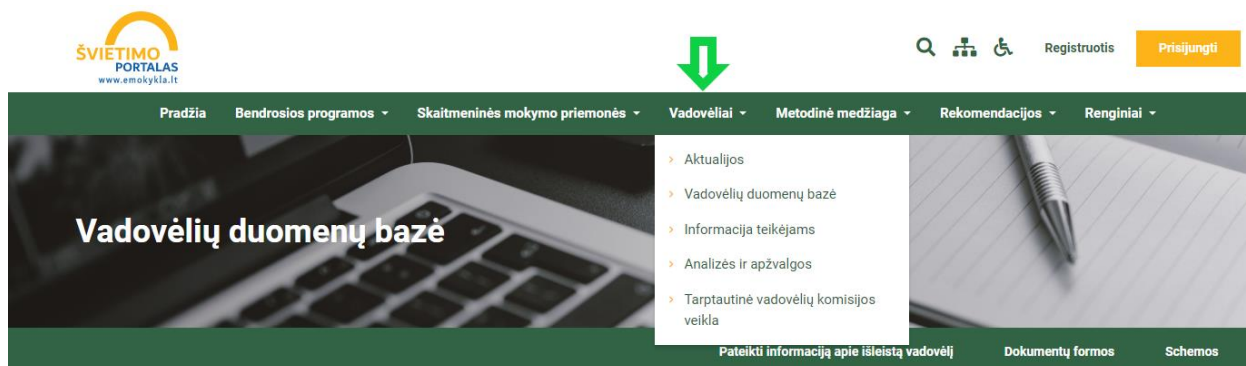 ŠVIETIMO
PORTALAS
www.emokykla.lt
Registruotis
Prisijungti
Pradžia
Bendrosios programos
Skaitmeninės mokymo priemonės
Vadovėliai
Metodinė medžiaga
Rekomendacijos
Renginiai
Aktualijos
Vadovėlių duomenų bazė
Informacija teikėjams
Analizės ir apžvalgos
Tarptautinė vadovėlių komisijos
veikla
Vadovėlių duomenų bazė
Pateikti informaciją apie išleistą vadovėlį
Dokumentų formos
Schemos